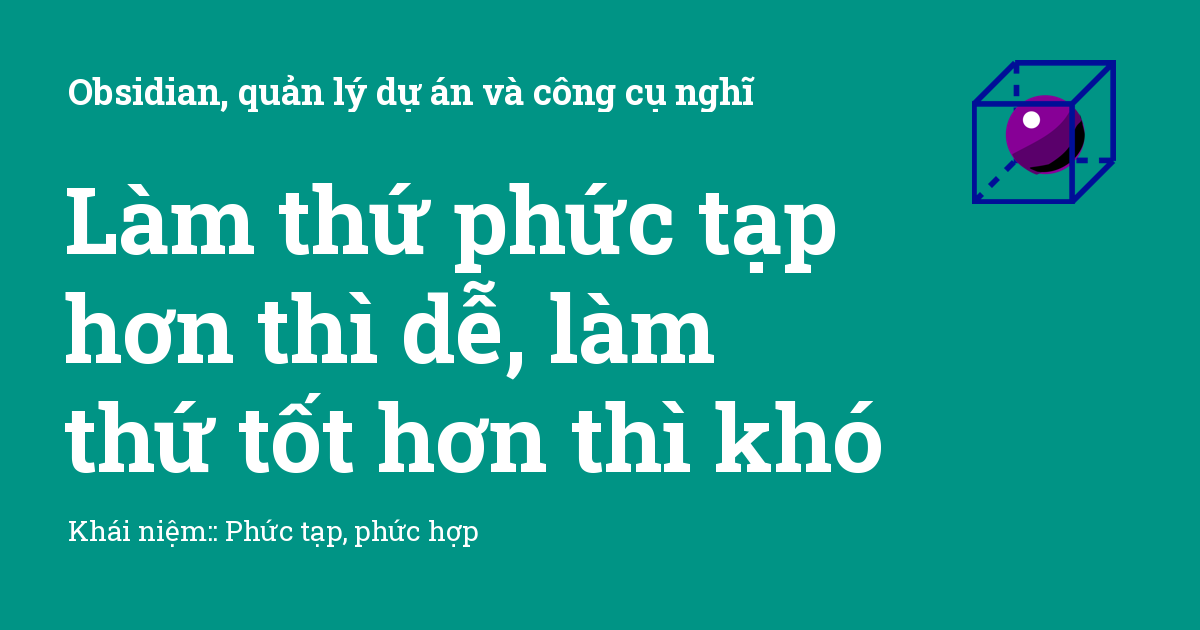 Obsidian, quản lý dự án và công cụ nghĩ
Làm thứ phức tạp
hơn thì dễ, làm
thứ tốt hơn thì khó
Khái niệm:: Phức tạp, phức hợp